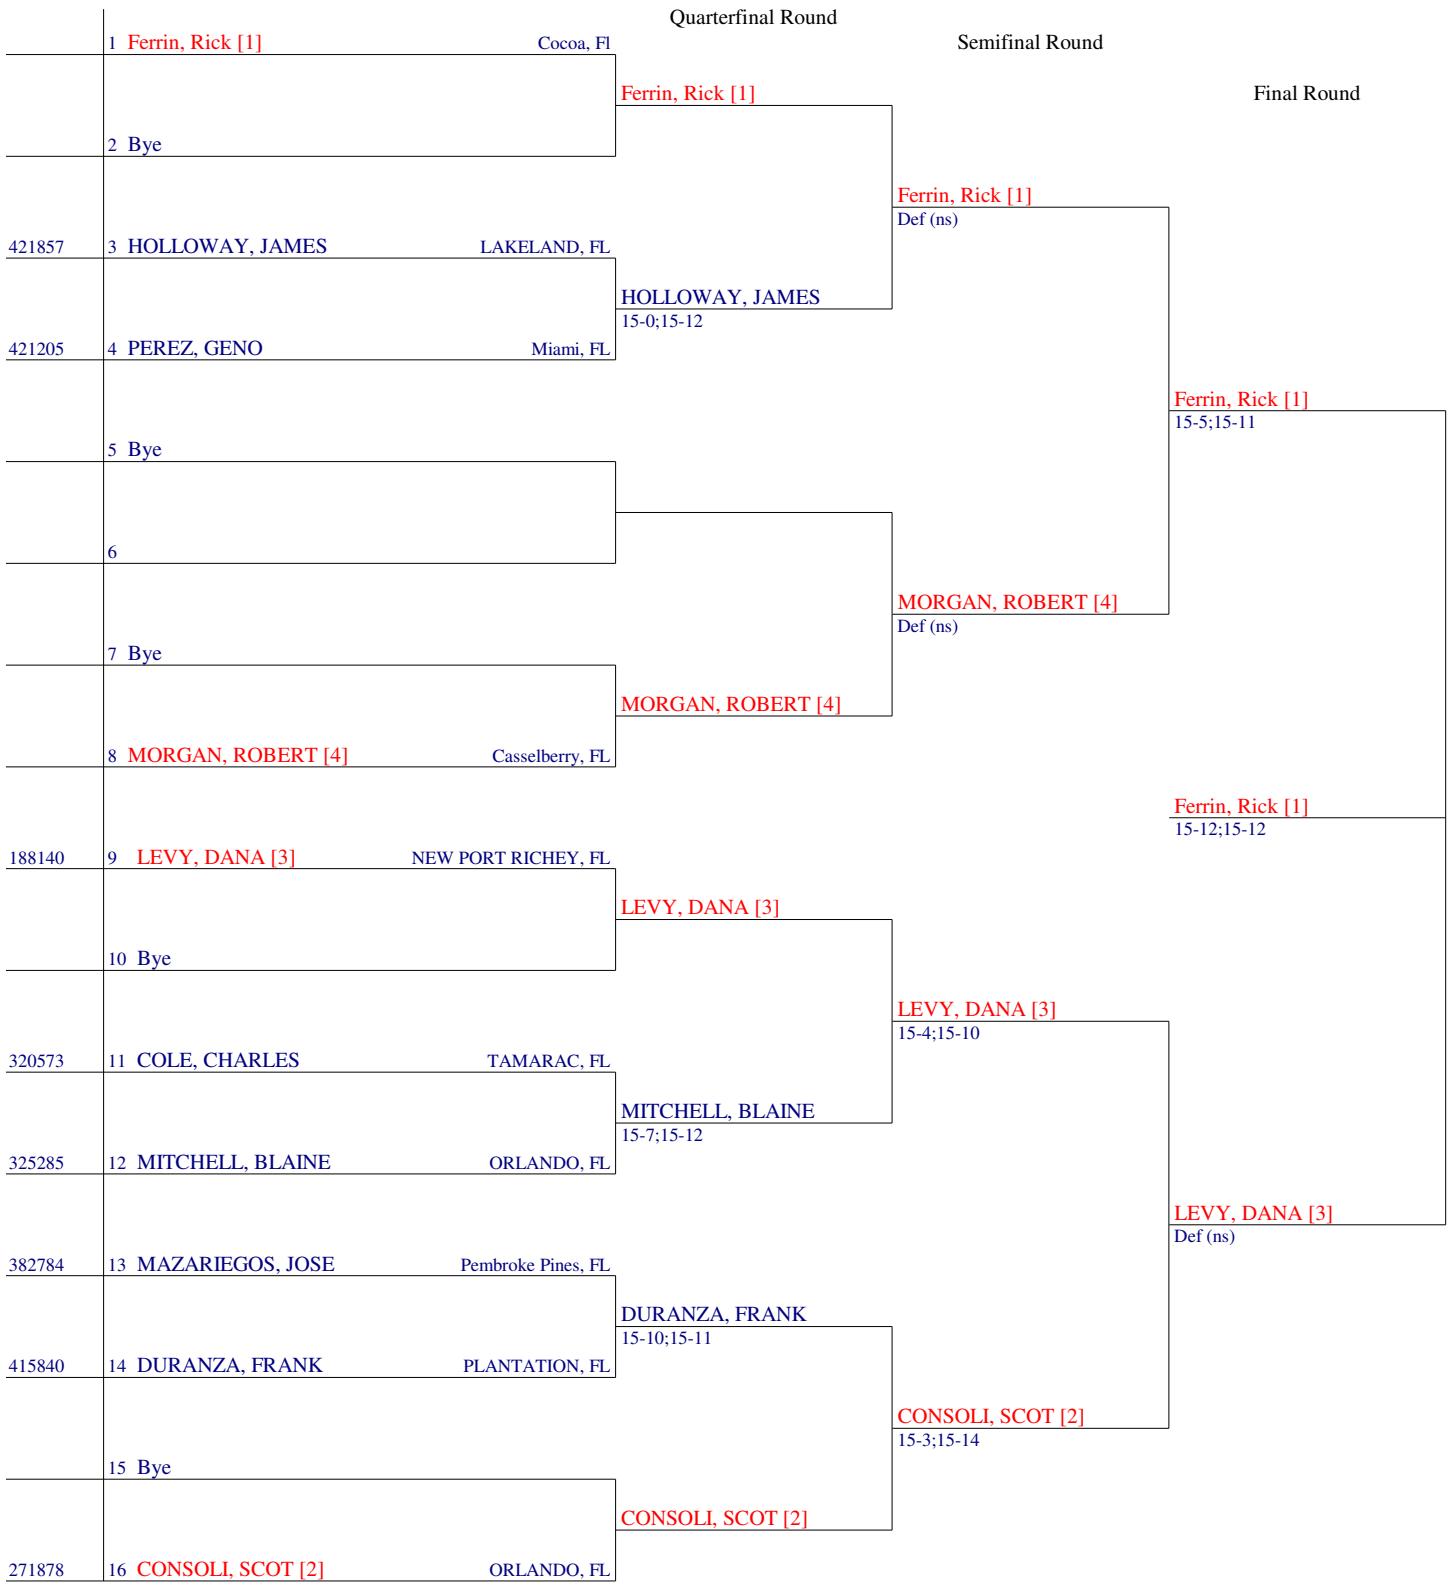 Quarterfinal Round
1 Ferrin, Rick [1] Cocoa, Fl
Semifinal Round
Ferrin, Rick [1]
Final Round
2 Bye
Ferrin, Rick [1]
Def (ns)
421857 3 HOLLOWAY, JAMES LAKELAND, FL
HOLLOWAY, JAMES
15-0;15-12
421205 4 PEREZ, GENO Miami, FL
Ferrin, Rick [1]
15-5;15-11
5 Bye
6
MORGAN, ROBERT [4]
Def (ns)
7 Bye
MORGAN, ROBERT [4]
8 MORGAN, ROBERT [4] Casselberry, FL
Ferrin, Rick [1]
15-12;15-12
188140 9 LEVY, DANA [3] NEW PORT RICHEY, FL
LEVY, DANA [3]
10 Bye
LEVY, DANA [3]
15-4;15-10
320573 11 COLE, CHARLES TAMARAC, FL
MITCHELL, BLAINE
15-7;15-12
325285 12 MITCHELL, BLAINE ORLANDO, FL
LEVY, DANA [3]
Def (ns)
382784 13 MAZARIEGOS, JOSE Pembroke Pines, FL
DURANZA, FRANK
15-10;15-11
415840 14 DURANZA, FRANK PLANTATION, FL
CONSOLI, SCOT [2]
15-3;15-14
15 Bye
CONSOLI, SCOT [2]
271878 16 CONSOLI, SCOT [2] ORLANDO, FL